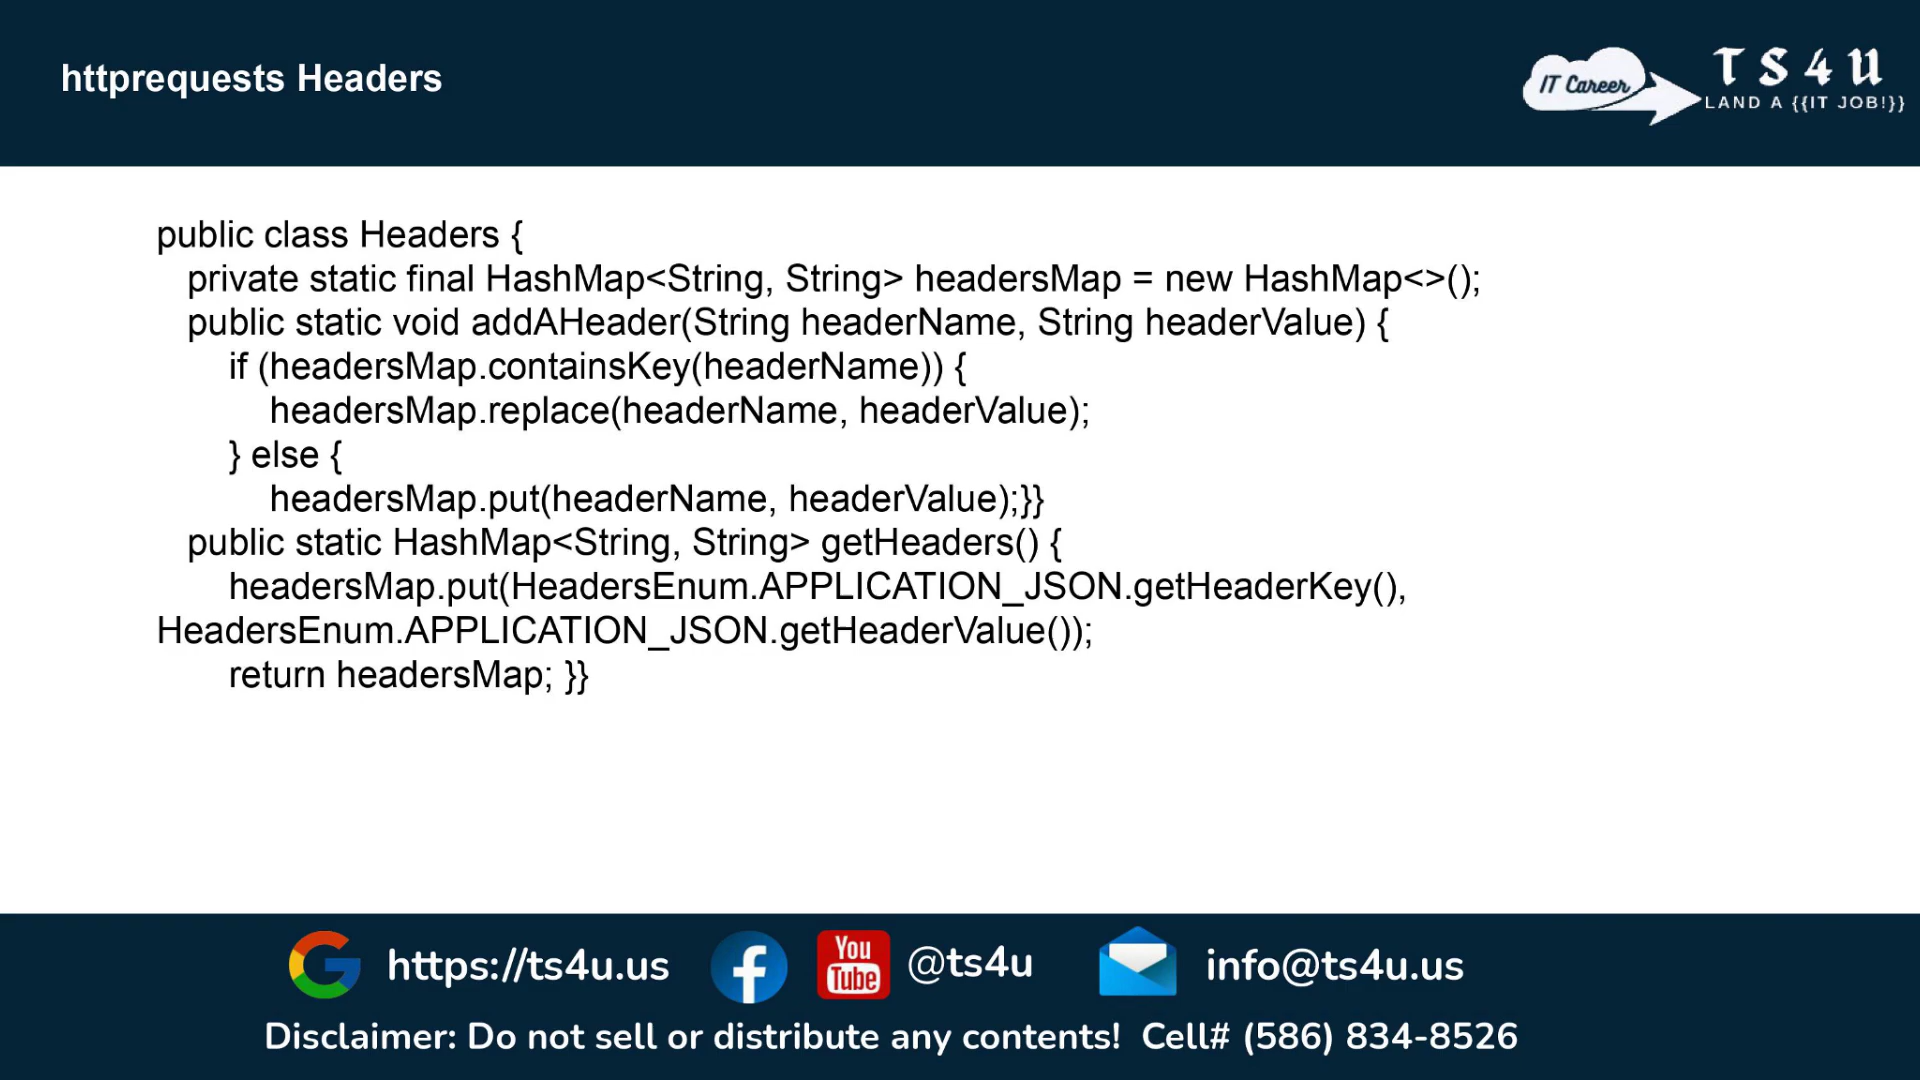 httprequests Headers
IT Career
TS4U
LAND A {{IT JOB!}}
public class Headers {
private static final HashMap<String, String> headersMap = new HashMap<>();
public static void addAHeader(String headerName, String headerValue) {
if (headersMap.containsKey(headerName)) {
headersMap.replace(headerName, headerValue);
} else {
headersMap.put(headerName, headerValue);}}
public static HashMap<String, String> getHeaders() {
headersMap.put(HeadersEnum.APPLICATION_JSON.getHeaderKey(),
HeadersEnum.APPLICATION_JSON.getHeaderValue());
return headersMap; }}
https://ts4u.us
You
Tube
@ts4u
info@ts4u.us
Disclaimer: Do not sell or distribute any contents! Cell# (586) 834-8526